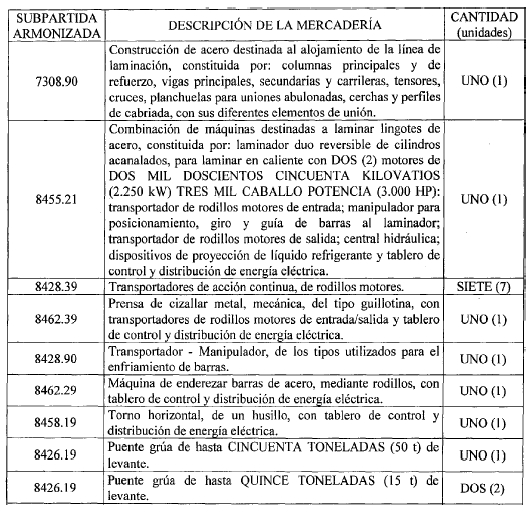 SUBPARTIDA
ARMONIZADA
DESCRIPCIÓN DE LA MERCADERÍA
CANTIDAD
(unidades)
7308.90
Construcción de acero destinada al alojamiento de la línea de
laminación, constituida por: columnas principales y de
refuerzo, vigas principales, secundarias y carrileras, tensores,
cruces, planchuelas para uniones abulonadas, cerchas y perfiles
de cabriada, con sus diferentes elementos de unión.
UNO (1)
8455.21
Combinación de máquinas destinadas a laminar lingotes de
acero, constituida por: laminador duo reversible de cilindros
acanalados, para laminar en caliente con DOS (2) motores de
DOS MIL DOSCIENTOS CINCUENTA KILOVATIOS
(2.250 kW) TRES MIL CABALLO POTENCIA (3.000 HP):
transportador de rodillos motores de entrada; manipulador para
posicionamiento, giro y guía de barras al laminador;
transportador de rodillos motores de salida; central hidráulica;
dispositivos de proyección de líquido refrigerante y tablero de
control y distribución de energía eléctrica.
UNO (1)
8428.39
Transportadores de acción continua, de rodillos motores.
SIETE (7)
8462.39
Prensa de cizallar metal, mecánica, del tipo guillotina, con
transportadores de rodillos motores de entrada/salida y tablero
de control y distribución de energía eléctrica.
UNO (1)
8428.90
Transportador - Manipulador, de los tipos utilizados para el
enfriamiento de barras.
UNO (1)
8462.29
Máquina de enderezar barras de acero, mediante rodillos, con
tablero de control y distribución de energía eléctrica.
UNO (1)
8458.19
Torno horizontal, de un husillo, con tablero de control y
distribución de energía eléctrica.
UNO (1)
8426.19
Puente grúa de hasta CINCUENTA TONELADAS (50 t) de
levante.
UNO (1)
8426.19
Puente grúa de hasta QUINCE TONELADAS (15 t) de
levante.
DOS (2)